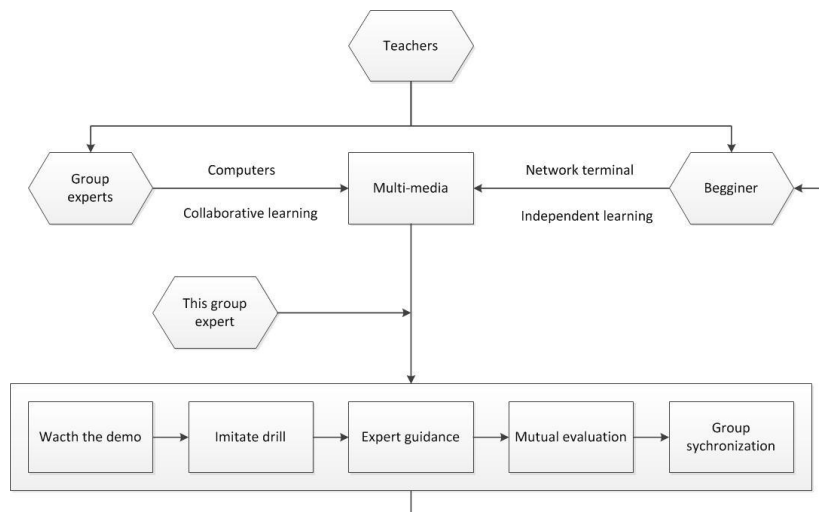 Teachers
Group
experts
Computers
Collaborative learning
Multi-media
Network terminal
Independent learning
Begginer
This group
expert
Wacth the demo
Imitate drill
Expert guidance
Mutual evaluation
Group
sychronization